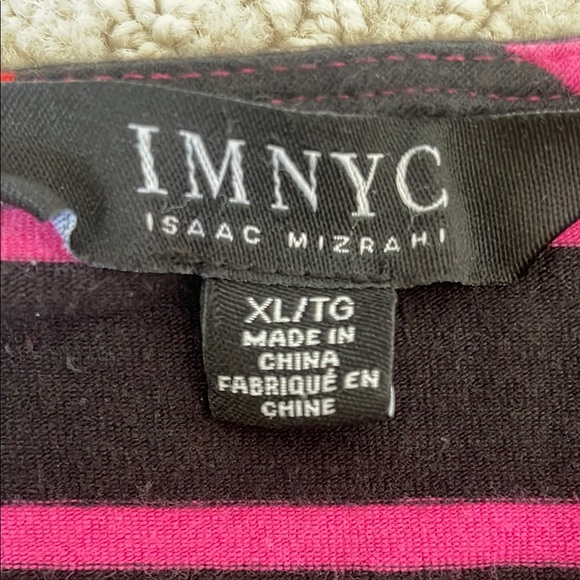 IMNYC
ISAAC MIZRAHI
XL/TG
MADE IN
CHINA
FABRIQUÉ EN
CHINE